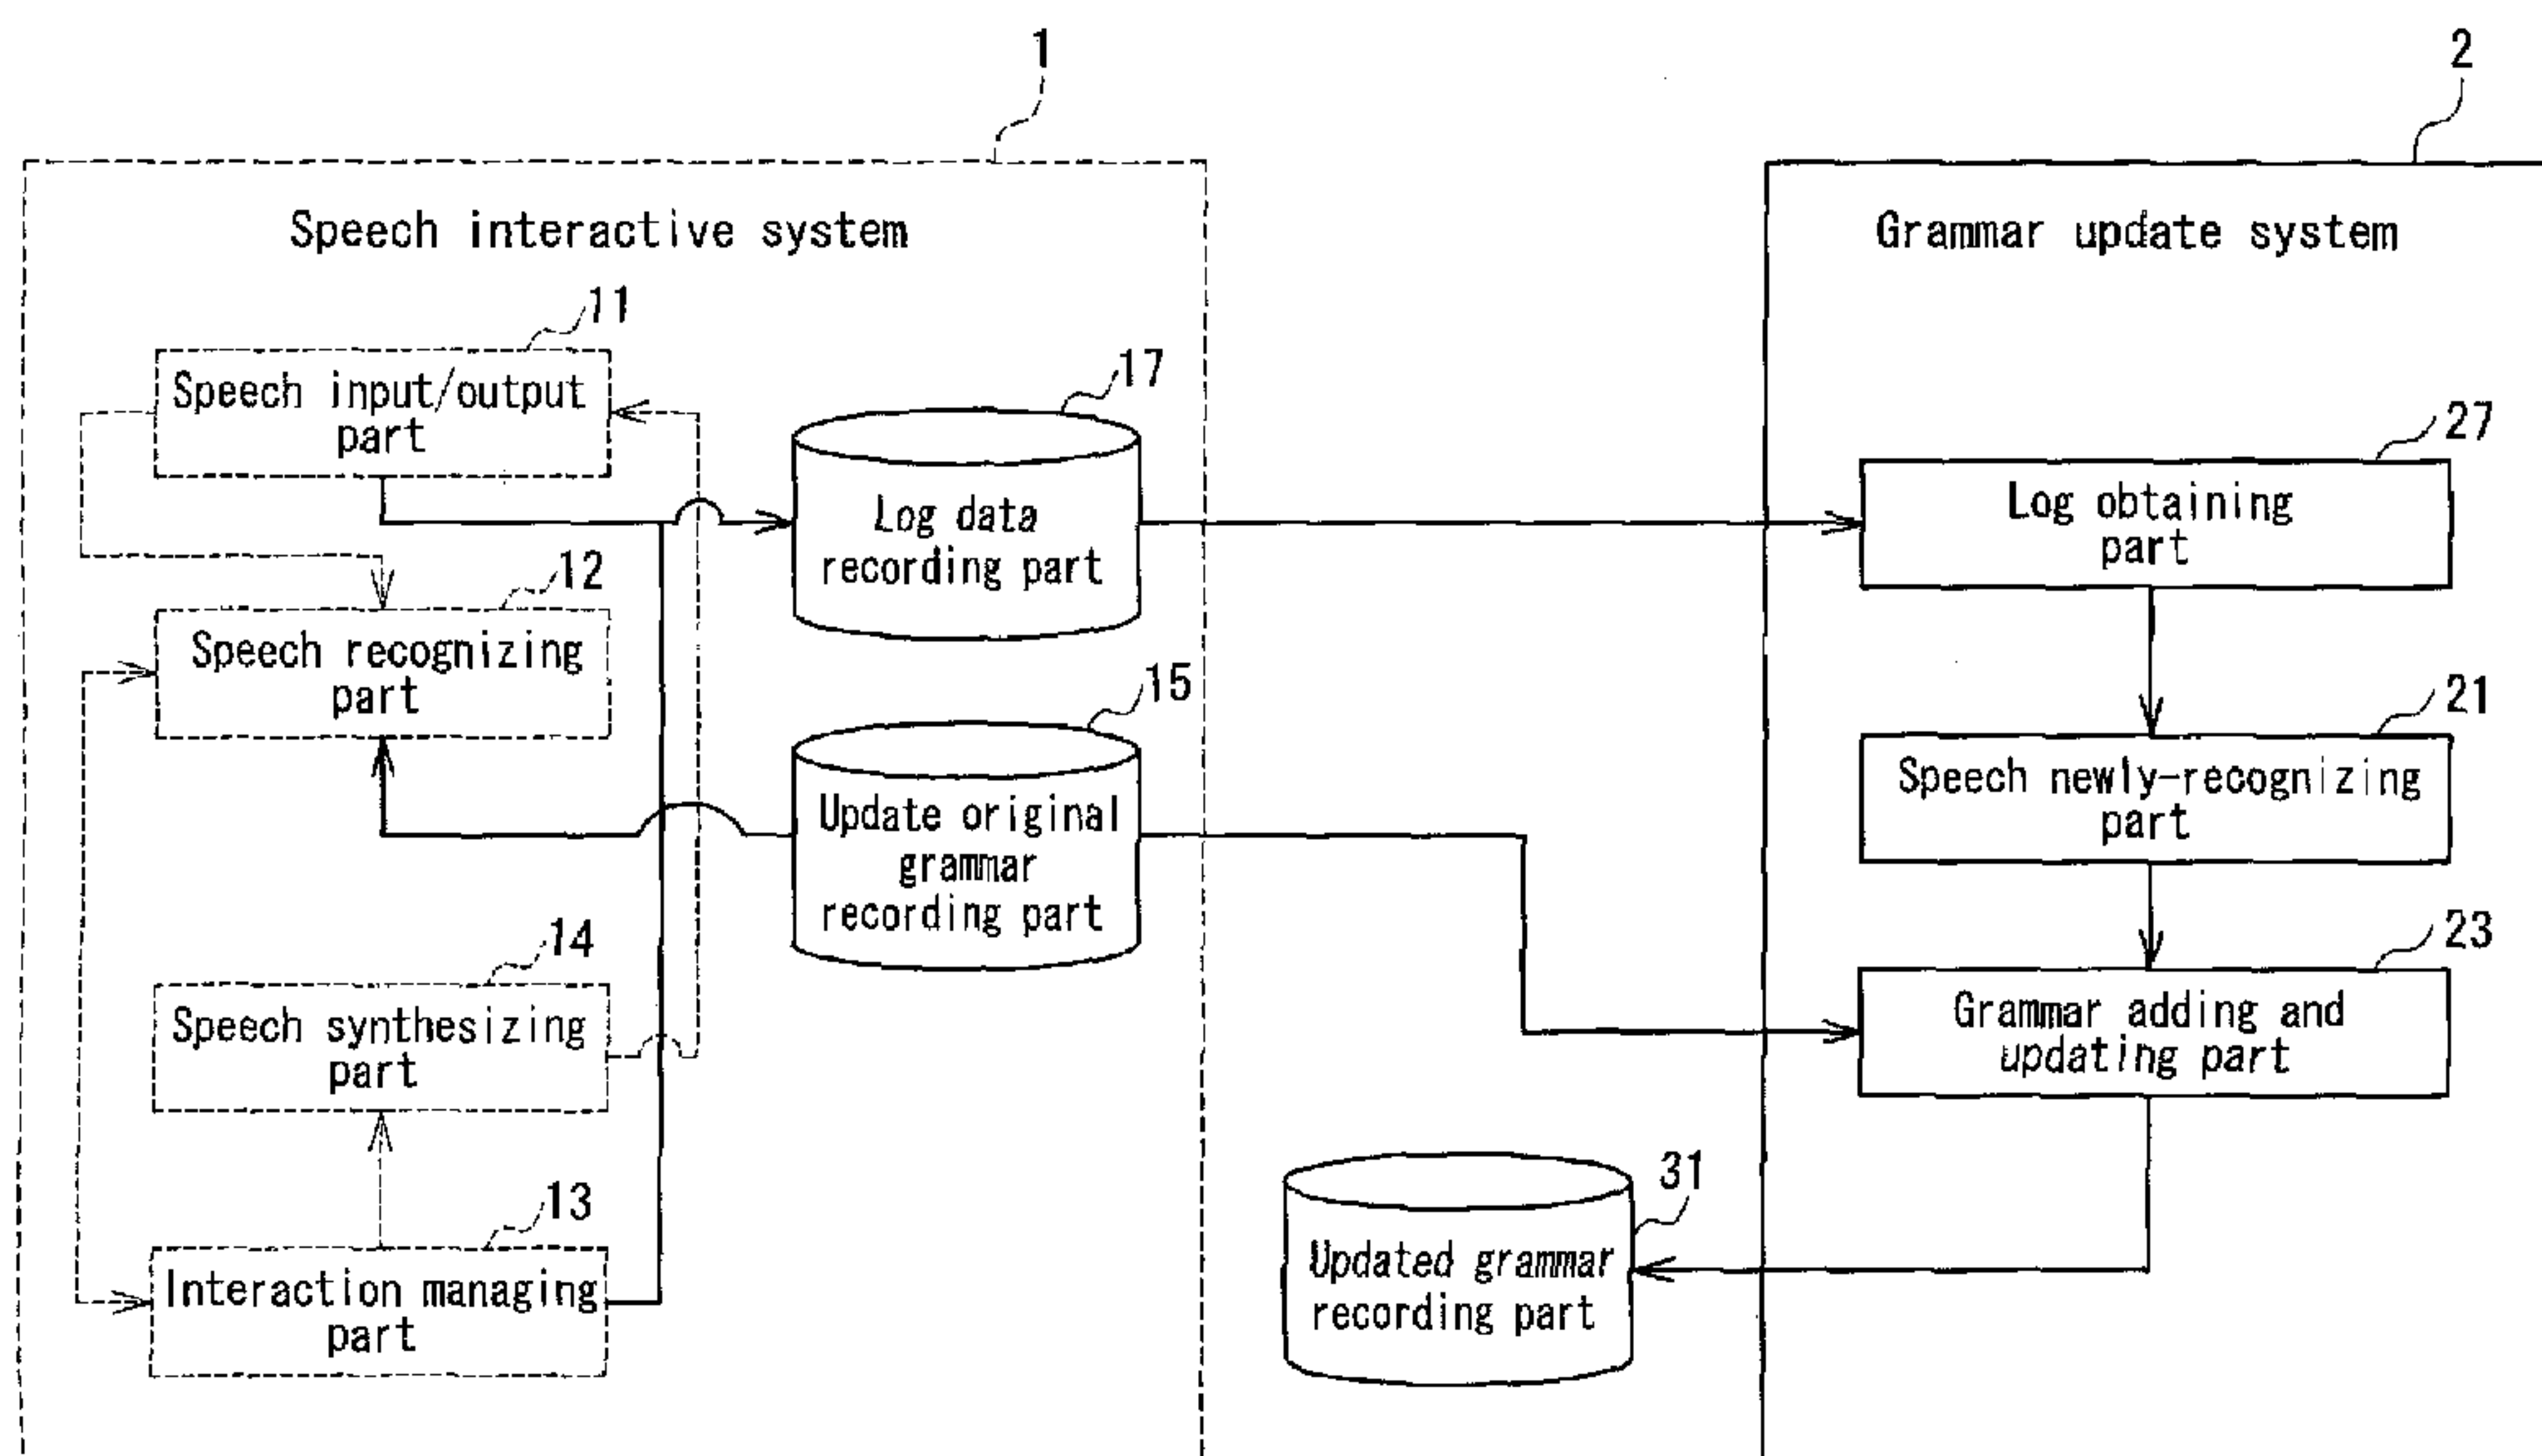 1
2
Speech interactive system
Grammar update system
11
Speech input/output
part
17
Log data
recording part
27
Log obtaining
part
12
Speech recognizing
part
15
Update original
grammar
recording part
21
Speech newly-recognizing
part
14
Speech synthesizing
part
23
Grammar adding and
updating part
13
Interaction managing
part
31
Updated grammar
recording part